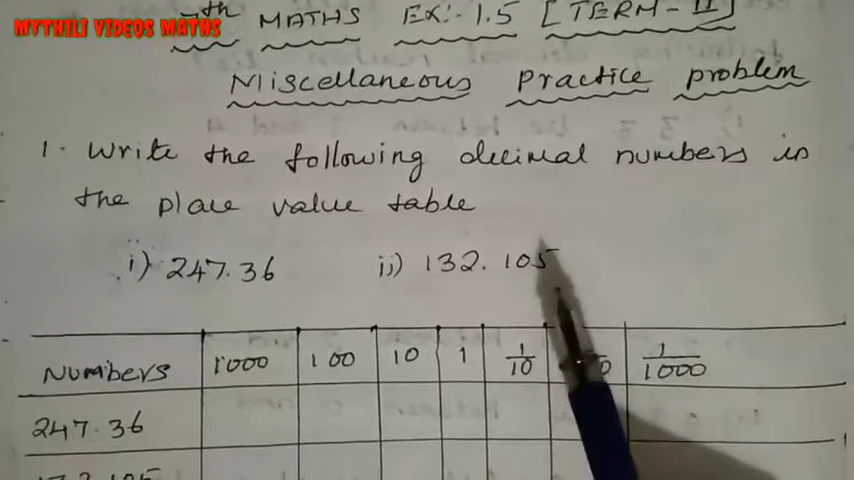 MYTHILI VIDEOS MATHS
th MATHS EX:- 1.5 [TERM-II]
Miscellaneous Practice problem
1. Write the following decimal numbers in
the place value table
i) 247.36 ii) 132.105
Numbers 1000 100 10 1 1/10 1/1000
247.36